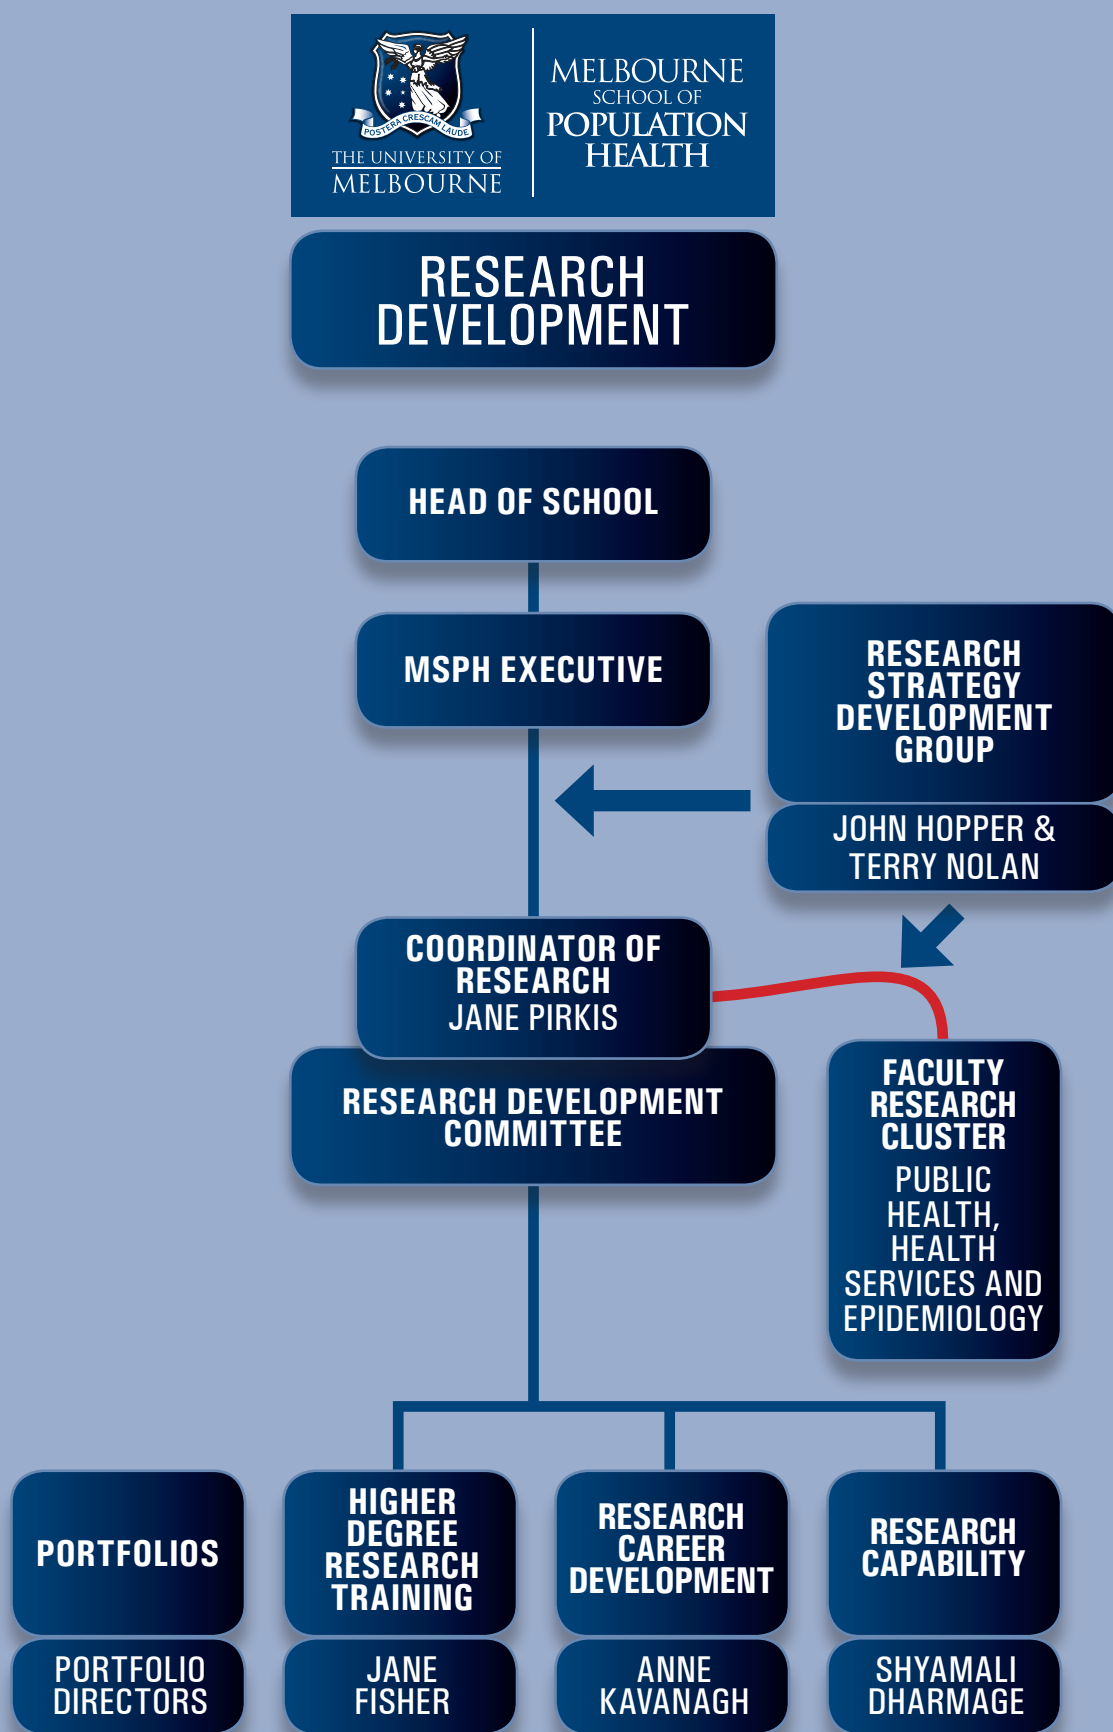 POSTERA CRESCAM LAUDE
THE UNIVERSITY OF
MELBOURNE
MELBOURNE
SCHOOL OF
POPULATION
HEALTH
RESEARCH
DEVELOPMENT
HEAD OF SCHOOL
MSPH EXECUTIVE
RESEARCH
STRATEGY
DEVELOPMENT
GROUP
JOHN HOPPER &
TERRY NOLAN
COORDINATOR OF
RESEARCH
JANE PIRKIS
RESEARCH DEVELOPMENT
COMMITTEE
FACULTY
RESEARCH
CLUSTER
PUBLIC
HEALTH,
HEALTH
SERVICES AND
EPIDEMIOLOGY
PORTFOLIOS
PORTFOLIO
DIRECTORS
HIGHER
DEGREE
RESEARCH
TRAINING
JANE
FISHER
RESEARCH
CAREER
DEVELOPMENT
ANNE
KAVANAGH
RESEARCH
CAPABILITY
SHYAMALI
DHARMAGE